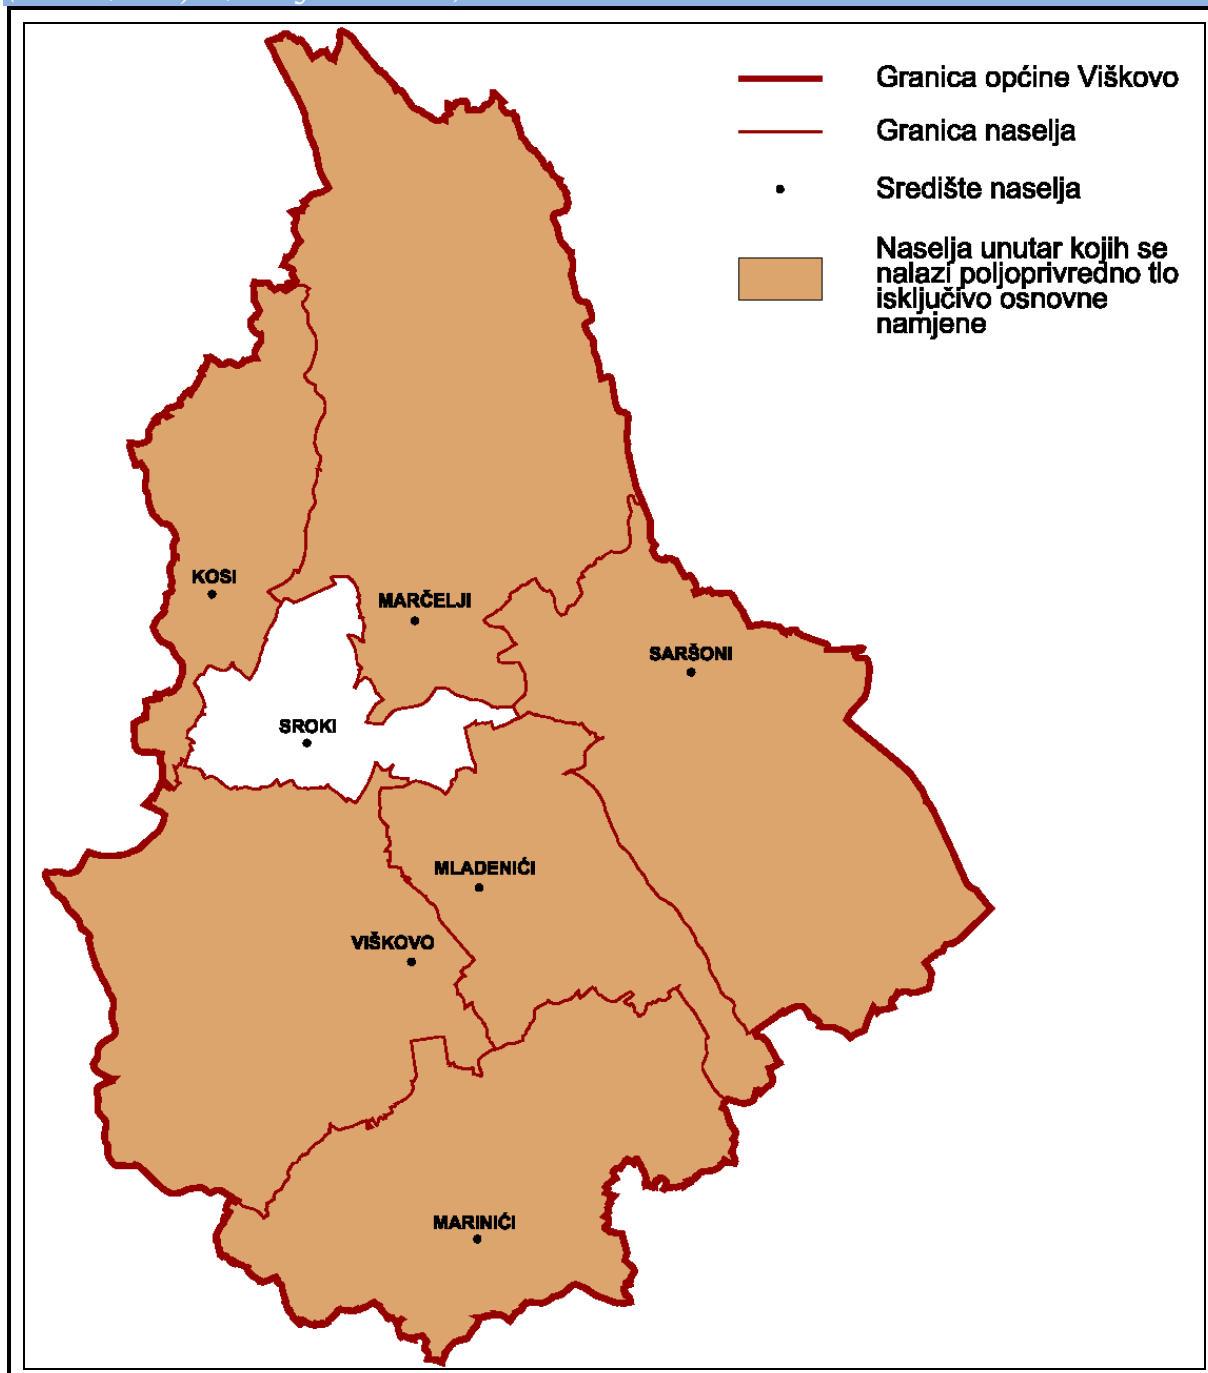 Granica općine Viškovo
Granica naselja
Središte naselja
Naselja unutar kojih se
nalazi poljoprivredno tlo
isključivo osnovne
namjene
KOSI
MARČELJI
SARŠONI
SROKI
MLADENIĆI
VIŠKOVO
MARINIĆI